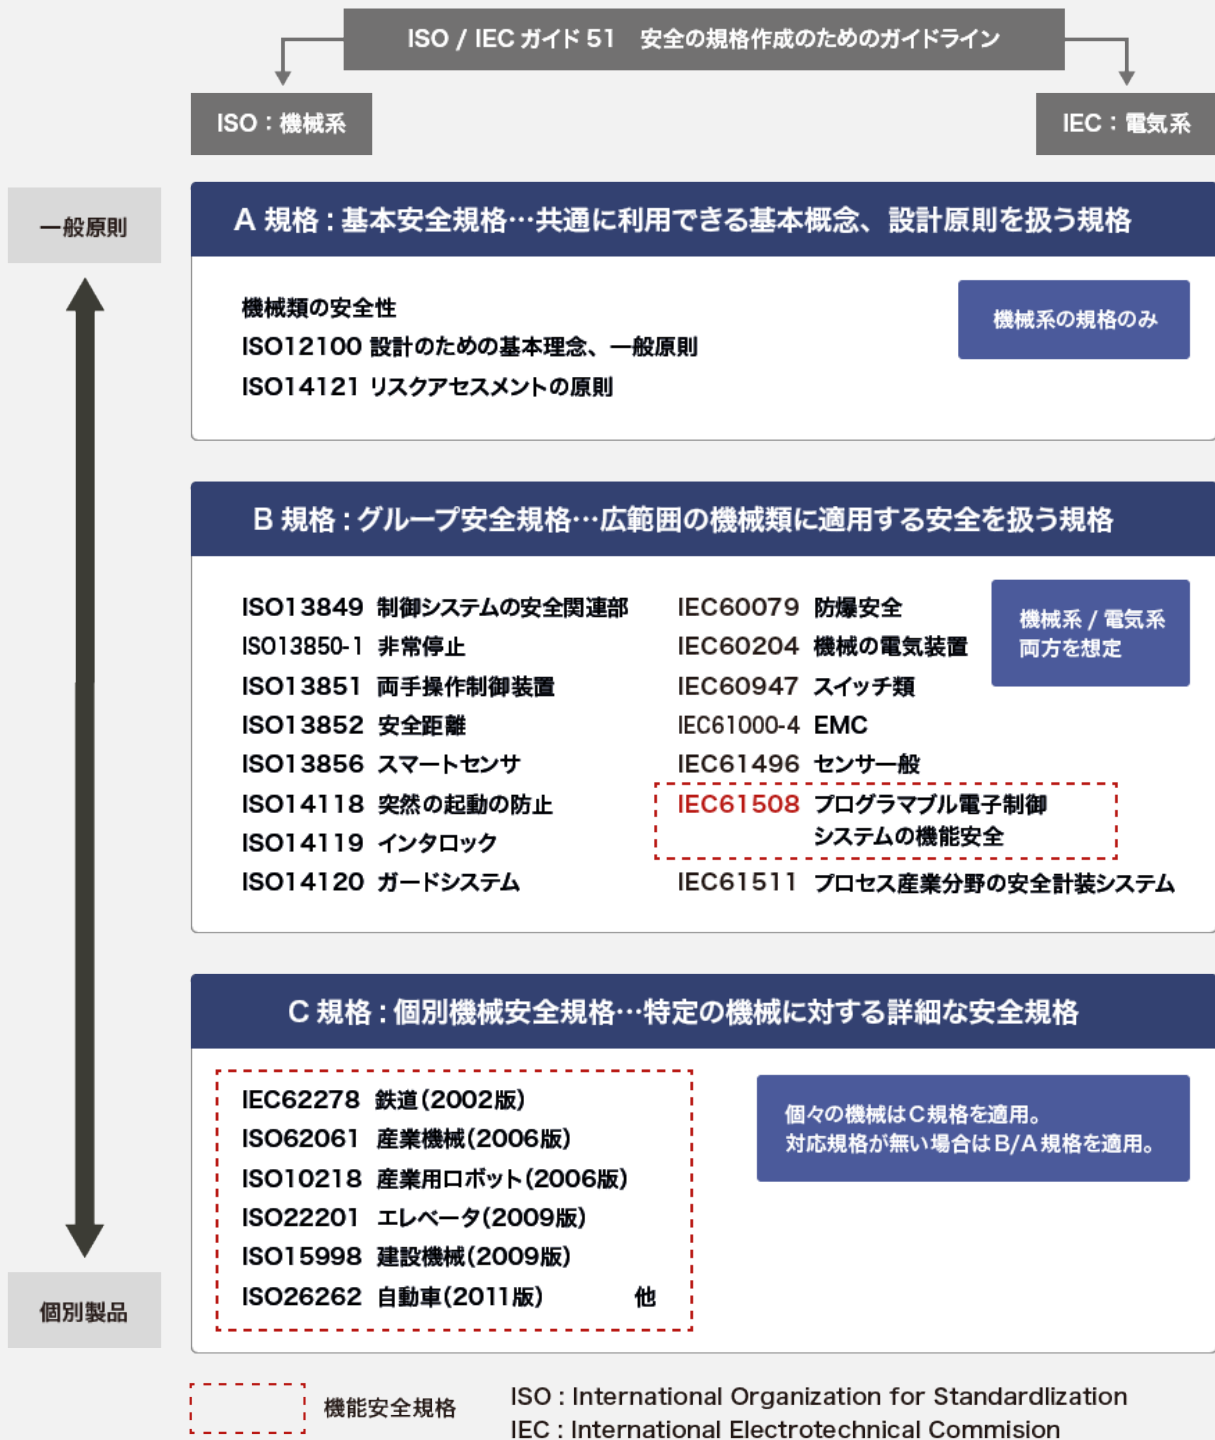 ISO / IEC ガイド 51　安全の規格作成のためのガイドライン
ISO：機械系
IEC：電気系
一般原則
A 規格 : 基本安全規格…共通に利用できる基本概念、設計原則を扱う規格
機械類の安全性
ISO12100 設計のための基本理念、一般原則
ISO14121 リスクアセスメントの原則
機械系の規格のみ
B 規格 : グループ安全規格…広範囲の機械類に適用する安全を扱う規格
ISO13849 制御システムの安全関連部
ISO13850-1 非常停止
ISO13851 両手操作制御装置
ISO13852 安全距離
ISO13856 スマートセンサ
ISO14118 突然の起動の防止
ISO14119 インタロック
ISO14120 ガードシステム
IEC60079 防爆安全
IEC60204 機械の電気装置
IEC60947 スイッチ類
IEC61000-4 EMC
IEC61496 センサ一般
IEC61508 プログラマブル電子制御
システムの機能安全
IEC61511 プロセス産業分野の安全計装システム
機械系 / 電気系
両方を想定
C 規格 : 個別機械安全規格…特定の機械に対する詳細な安全規格
IEC62278 鉄道(2002版)
ISO62061 産業機械(2006版)
ISO10218 産業用ロボット(2006版)
ISO22201 エレベータ(2009版)
ISO15998 建設機械(2009版)
ISO26262 自動車(2011版)　他
個々の機械はC規格を適用。
対応規格が無い場合はB/A規格を適用。
個別製品
機能安全規格
ISO : International Organization for Standardlization
IEC : International Electrotechnical Commision